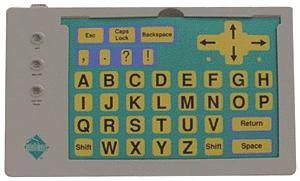 Esc Caps Lock Backspace
, . ? !
A B C D E F G H
I J K L M N O P
Q R S T U V Return
Shift W X Y Z Shift Space